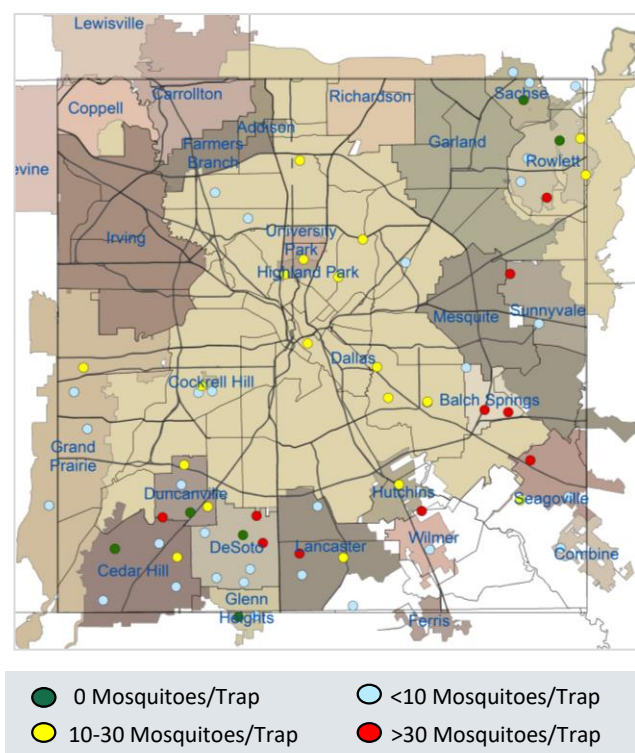 Lewisville
Coppell
Carrollton
Richardson
Sachse
Addison
Farmers
Branch
Garland
Rowlett
evine
Irving
University
Park
Highland Park
Mesquite
Sunnyvale
Dallas
Cockrell Hill
Balch Springs
Grand
Prairie
Duncanville
Hutchins
Seagoville
DeSoto
Lancaster
Wilmer
Combine
Cedar Hill
Glenn
Heights
Ferris
0 Mosquitoes/Trap
<10 Mosquitoes/Trap
10-30 Mosquitoes/Trap
>30 Mosquitoes/Trap